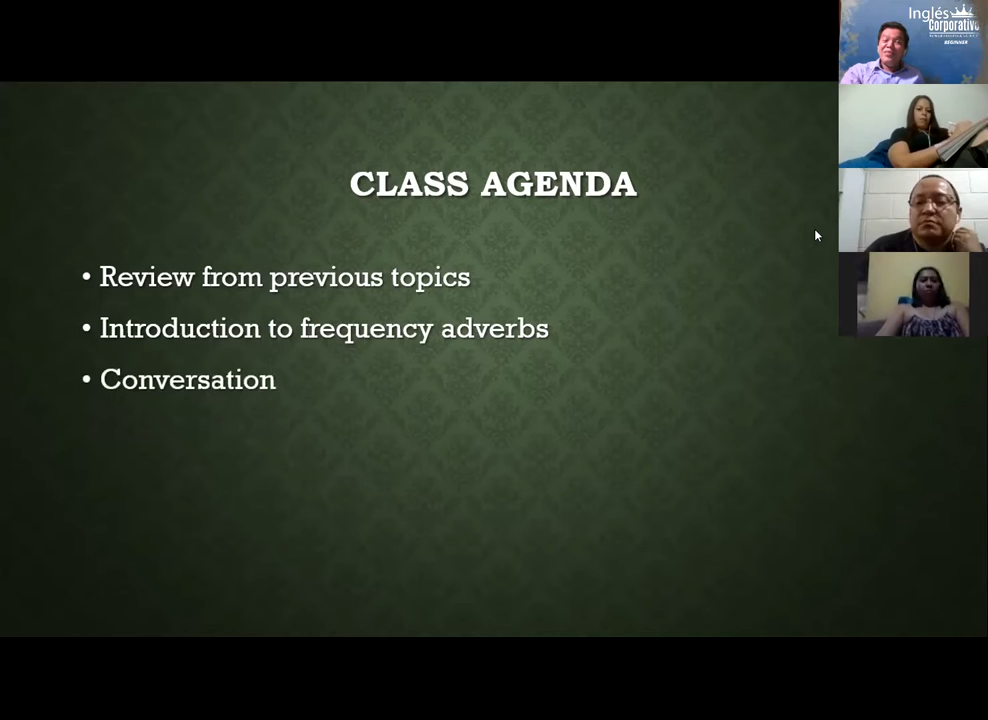 Inglés
Corporativo
BEGINNER
CLASS AGENDA
• Review from previous topics
• Introduction to frequency adverbs
• Conversation